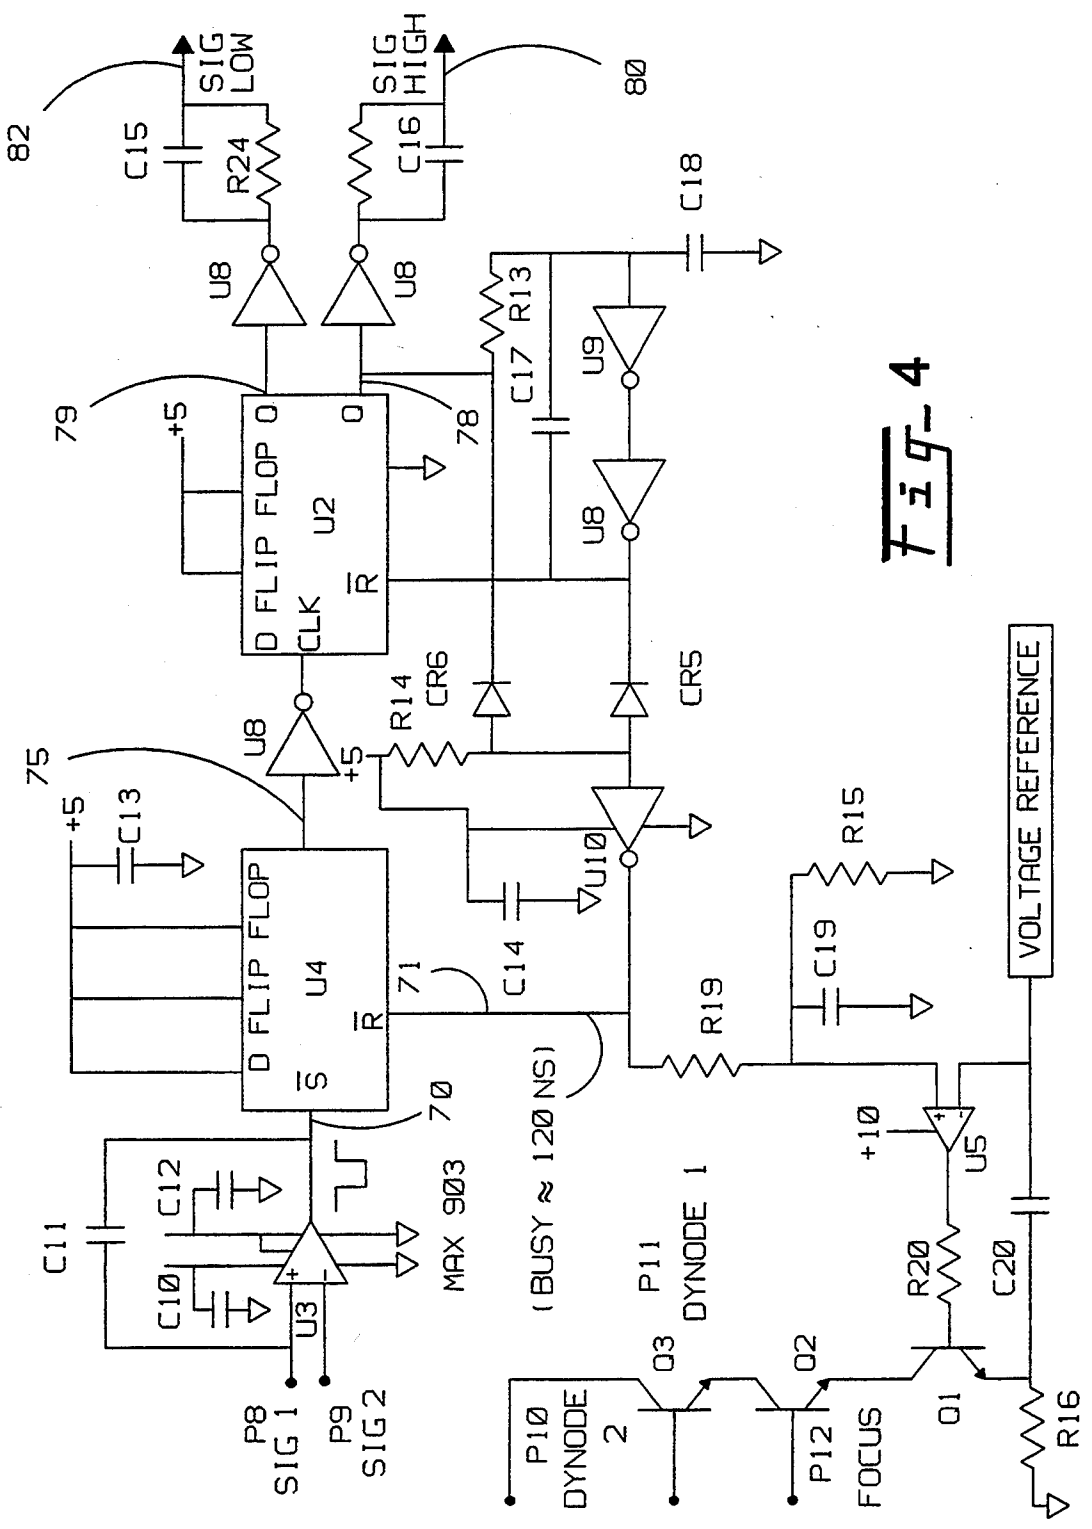 82
C15
SIG
LOW
R24
SIG
HIGH
80
C16
U8
U8
C18
79
+5
Q
Q
78
D FLIP FLOP
U2
CLK
R
R13
C17
U9
U8
75
U8
+5
R14
CR6
CR5
+5
C13
D FLIP FLOP
U4
S
R
71
C14
U10
(BUSY ≈ 120 NS)
70
C11
C12
C10
+
-
U3
MAX 903
P8
SIG 1
P9
SIG 2
R19
C19
R15
+10
+
-
U5
VOLTAGE REFERENCE
R20
C20
P11
DYNODE 1
P10
DYNODE
2
Q3
Q2
P12
FOCUS
Q1
R16
Fig-4